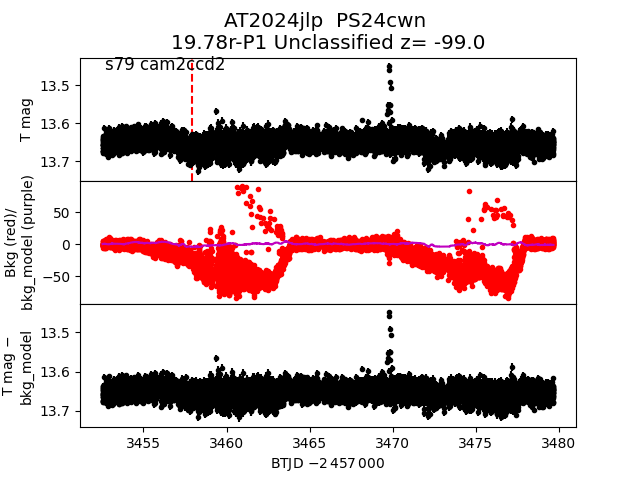 AT2024jlp  PS24cwn
19.78r-P1 Unclassified z= -99.0
s79 cam2ccd2
13.5
13.6
13.7
T mag
50
0
−50
Bkg (red)/
bkg_model (purple)
13.5
13.6
13.7
T mag −
bkg_model
3455
3460
3465
3470
3475
3480
BTJD −2 457 000